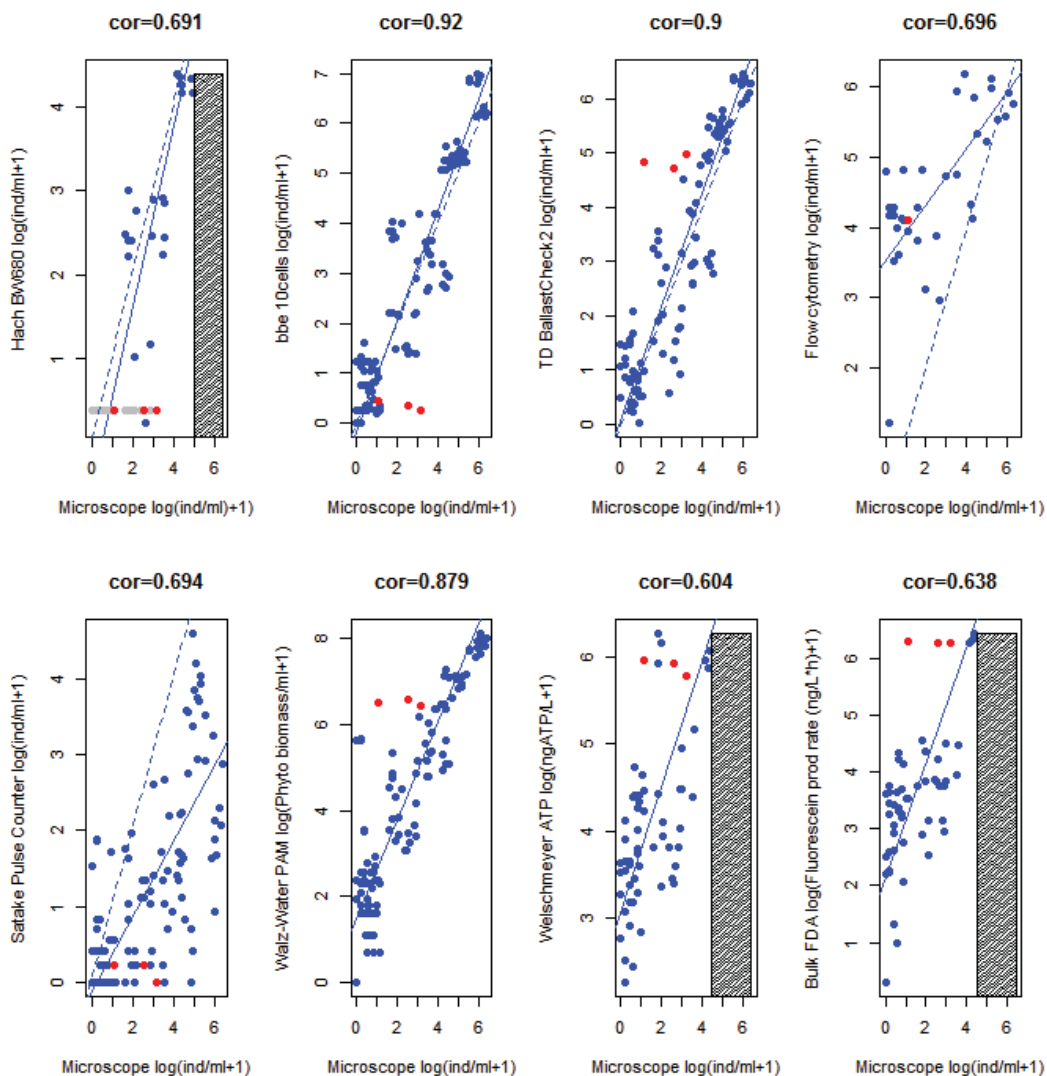 cor=0.691
cor=0.92
cor=0.9
cor=0.696
Hach BW680 log(ind/ml+1)
1
2
3
4
0 2 4 6
Microscope log(ind/ml)+1)
bbe 10cells log(ind/ml+1)
0
1
2
3
4
5
6
7
0 2 4 6
Microscope log(ind/ml+1)
TD BallastCheck2 log(ind/ml+1)
0
1
2
3
4
5
6
0 2 4 6
Microscope log(ind/ml+1)
Flowcytometry log(ind/ml+1)
2
3
4
5
6
0 2 4 6
Microscope log(ind/ml+1)
cor=0.694
cor=0.879
cor=0.604
cor=0.638
Satake Pulse Counter log(ind/ml+1)
0
1
2
3
4
0 2 4 6
Microscope log(ind/ml+1)
Walz-Water PAM log(Phyto biomass/ml+1)
0
2
4
6
8
0 2 4 6
Microscope log(ind/ml+1)
Welschmeyer ATP log(ngATP/L+1)
3
4
5
6
0 2 4 6
Microscope log(ind/ml+1)
Bulk FDA log(Fluorescein prod rate (ng/L*h)+1)
1
2
3
4
5
6
0 2 4 6
Microscope log(ind/ml+1)